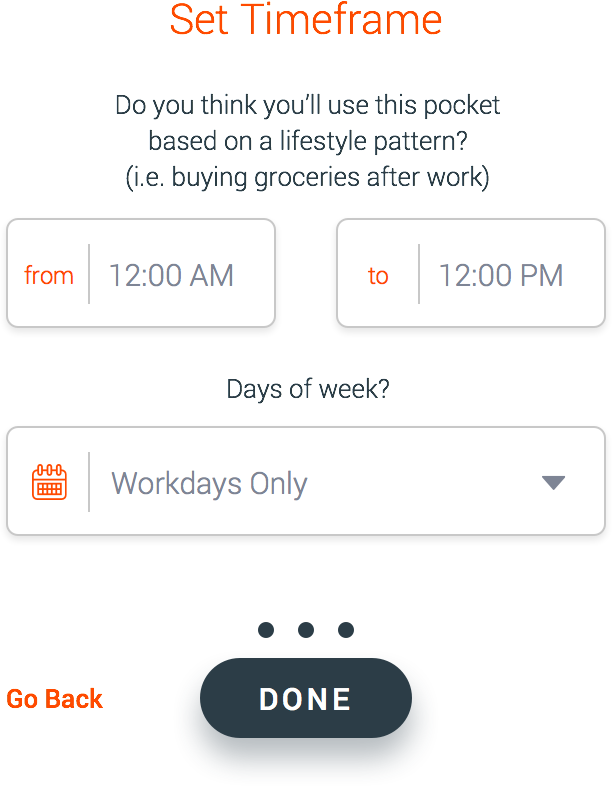 Set Timeframe
Do you think you’ll use this pocket
based on a lifestyle pattern?
(i.e. buying groceries after work)
from 12:00 AM to 12:00 PM
Days of week?
Workdays Only
Go Back DONE